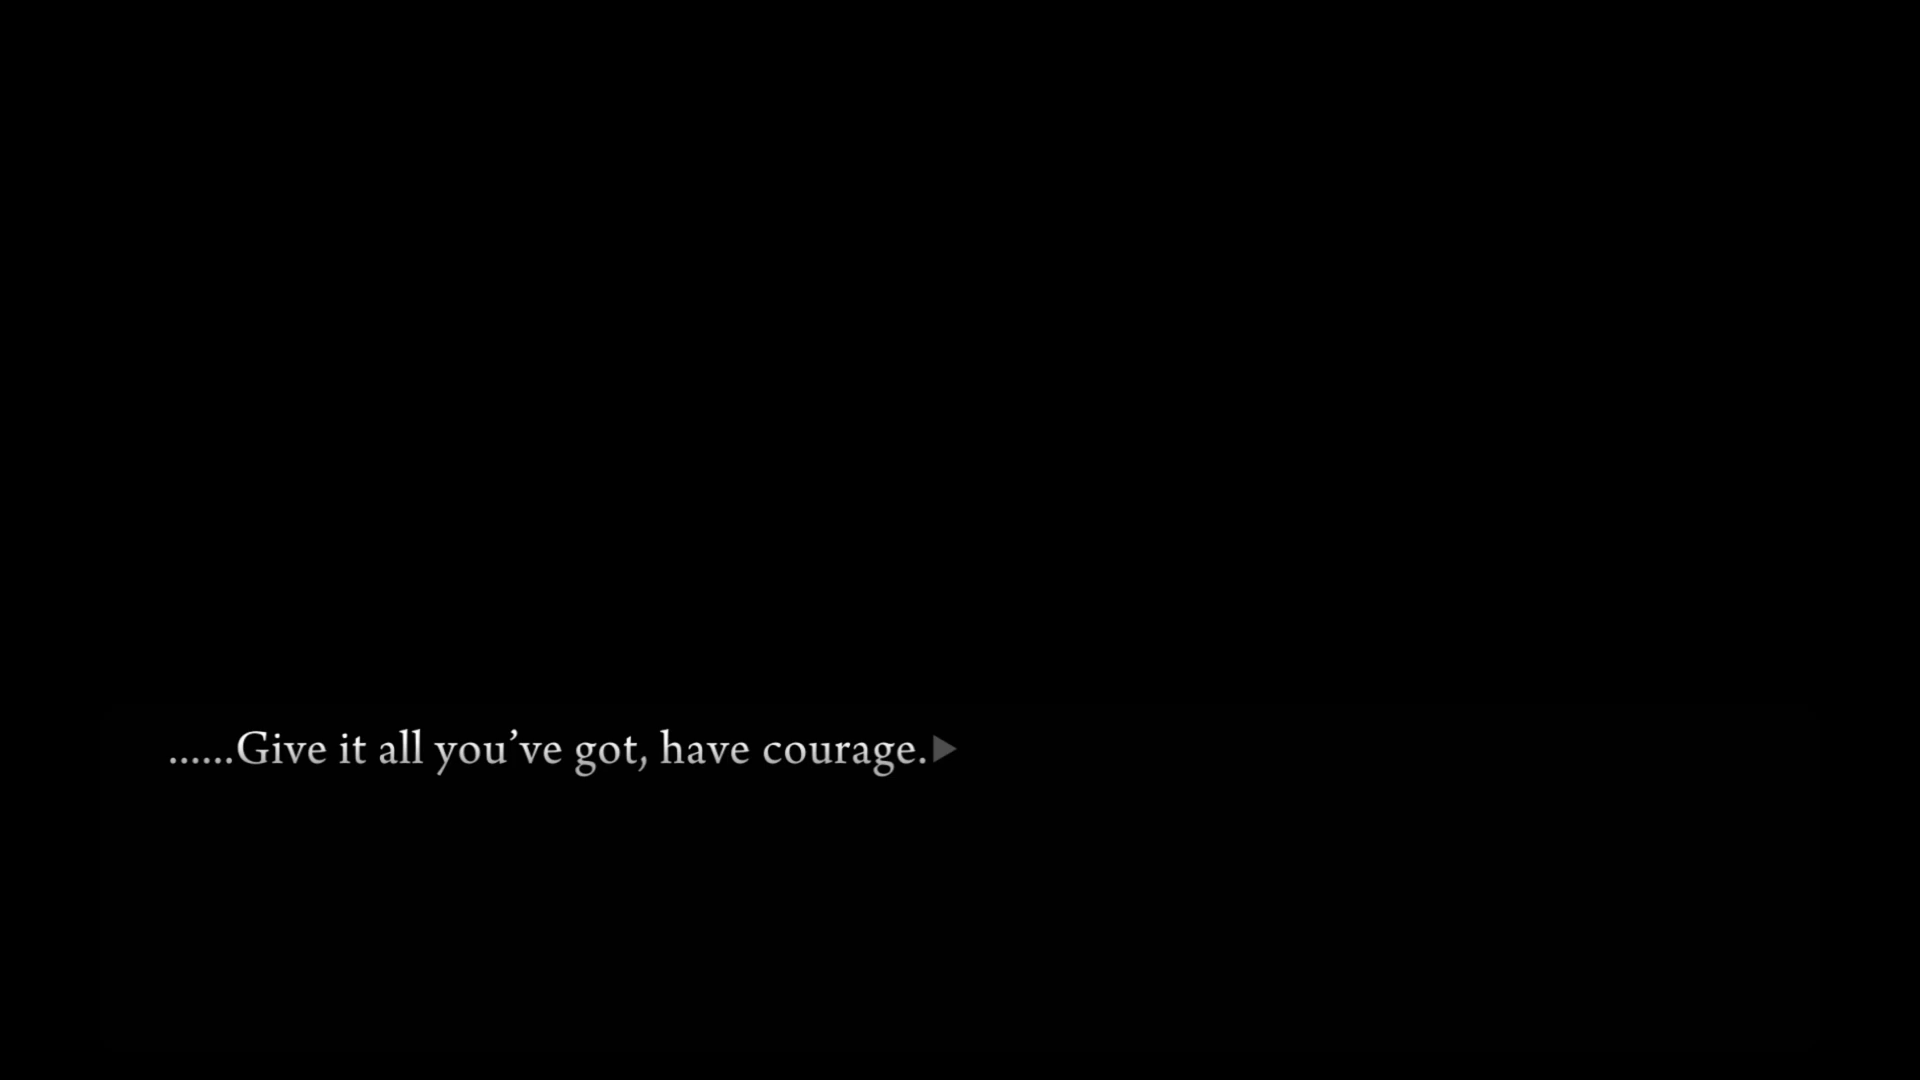 ......Give it all you’ve got, have courage.